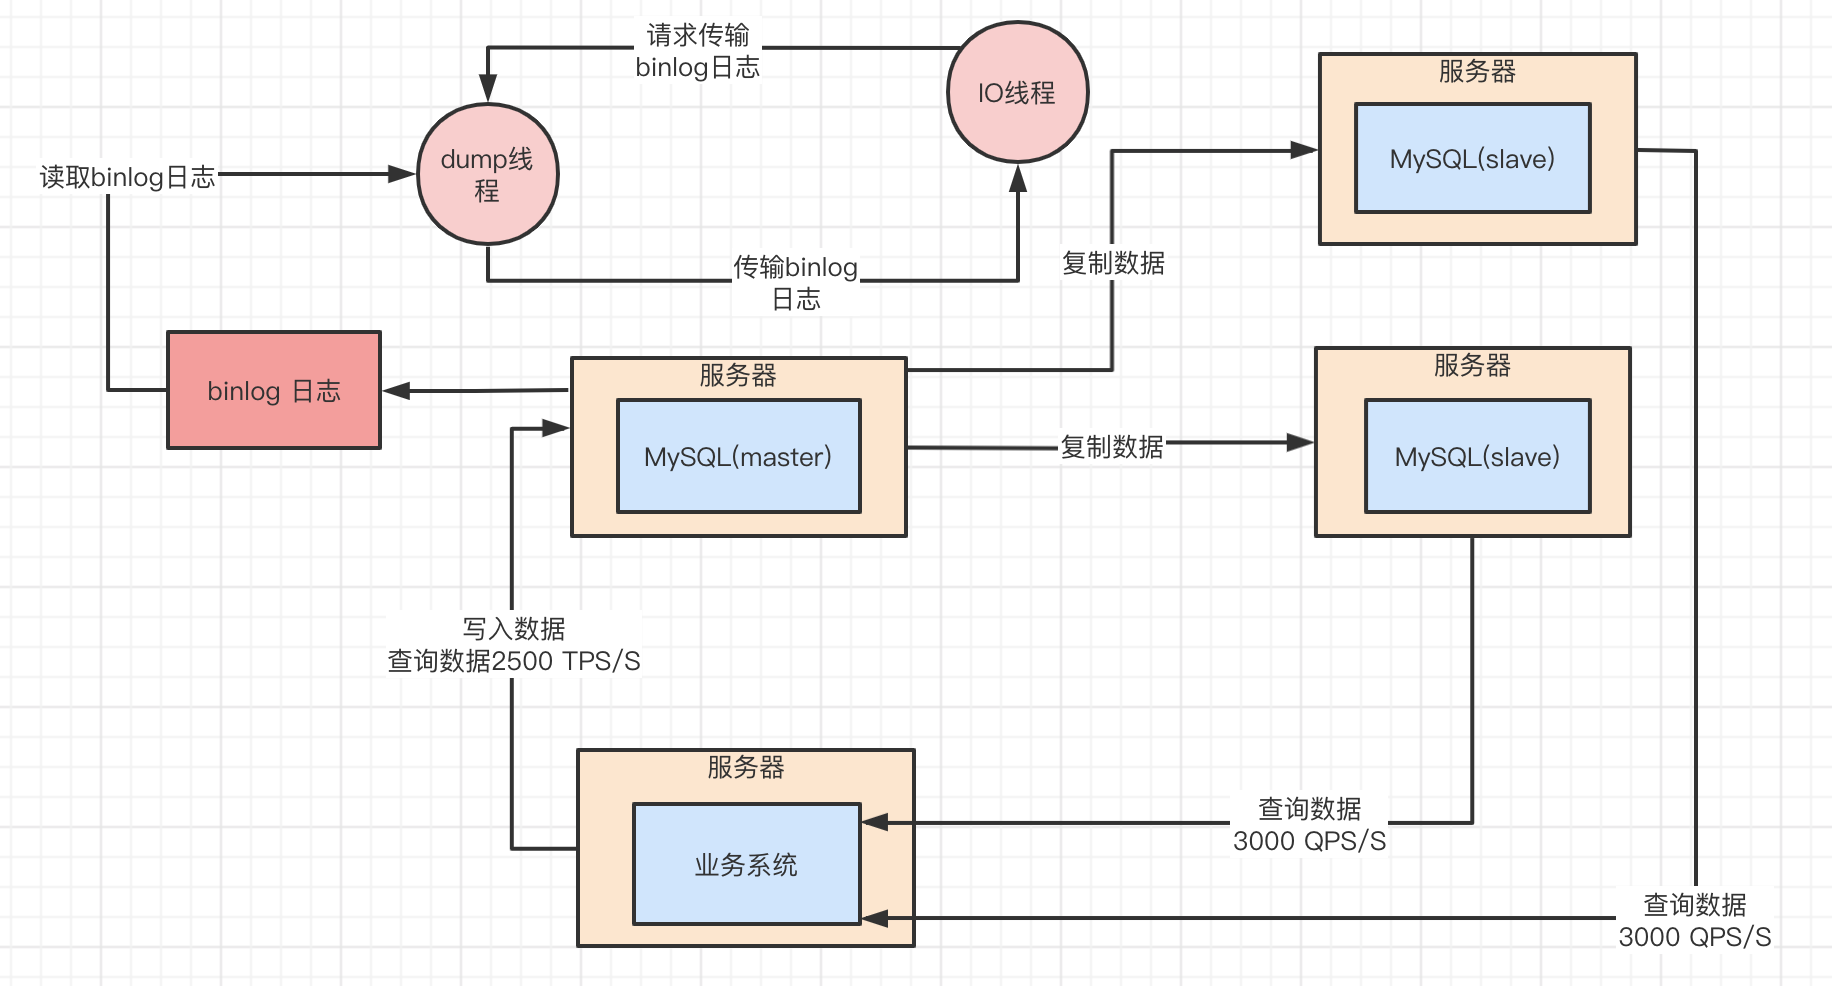 请求传输
binlog日志
IO线程
服务器
MySQL(slave)
dump线
程
读取binlog日志
传输binlog
日志
复制数据
binlog 日志
服务器
MySQL(master)
复制数据
服务器
MySQL(slave)
写入数据
查询数据2500 TPS/S
服务器
业务系统
查询数据
3000 QPS/S
查询数据
3000 QPS/S